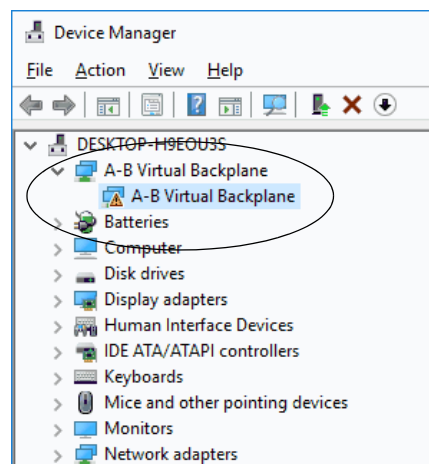 Device Manager
File Action View Help
DESKTOP-H9EOU3S
A-B Virtual Backplane
A-B Virtual Backplane
Batteries
Computer
Disk drives
Display adapters
Human Interface Devices
IDE ATA/ATAPI controllers
Keyboards
Mice and other pointing devices
Monitors
Network adapters